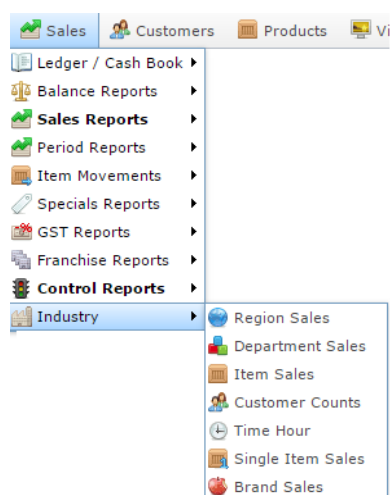 Sales Customers Products Vi
Ledger / Cash Book
Balance Reports
Sales Reports
Period Reports
Item Movements
Specials Reports
GST Reports
Franchise Reports
Control Reports
Industry
Region Sales
Department Sales
Item Sales
Customer Counts
Time Hour
Single Item Sales
Brand Sales